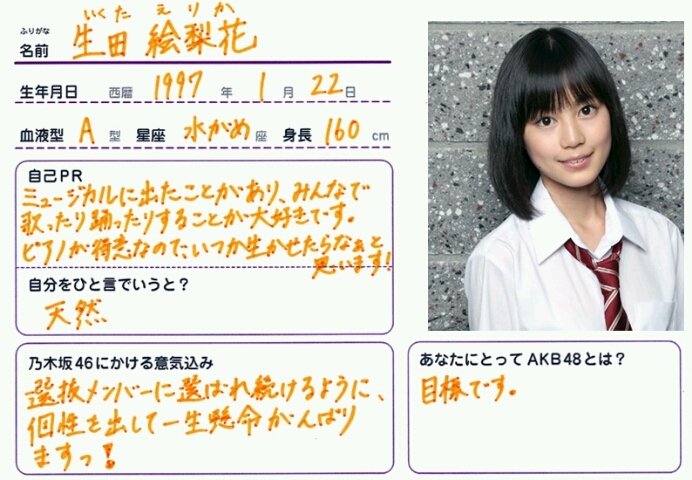 ふりがな いくた えりか
名前 生田 絵梨花
生年月日 西暦 1997 年 1 月 22 日
血液型 A 型 星座 水がめ 座 身長 160 cm
自己PR
ミュージカルに出たことがあり、みんなで
歌ったり踊ったりすることが大好きです。
ピアノが得意なので、いつか生かせたらなぁと
思います!
自分をひと言でいうと?
天然
乃木坂46にかける意気込み
選抜メンバーに選ばれ続けるように、
個性を出して一生懸命がんばり
ますっ!
あなたにとってAKB48とは?
目標です。